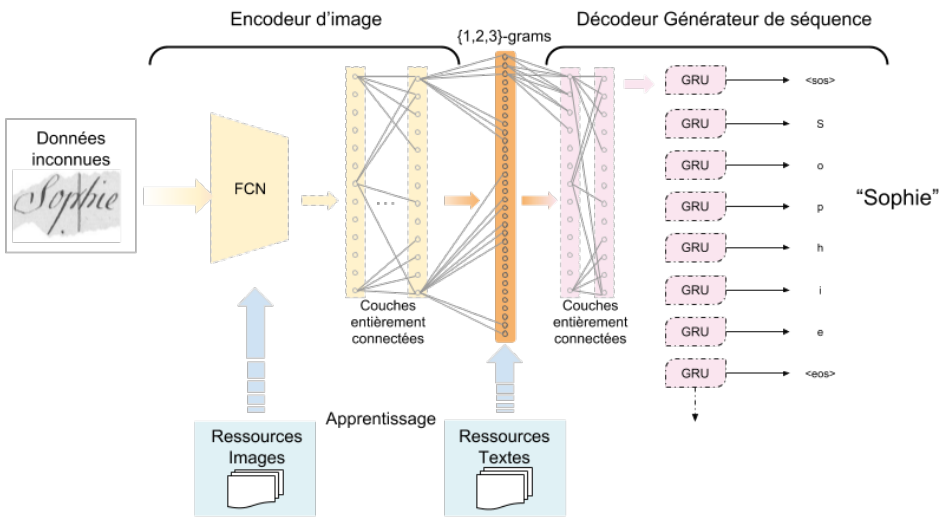 Encodeur d'image
{1,2,3}-grams
Décodeur Générateur de séquence
Données
inconnues
Sophie
FCN
...
Couches
entièrement
connectées
Couches
entièrement
connectées
GRU
<sos>
GRU
S
GRU
o
GRU
p
GRU
h
GRU
i
GRU
e
GRU
<eos>
“Sophie”
Apprentissage
Ressources
Images
Ressources
Textes